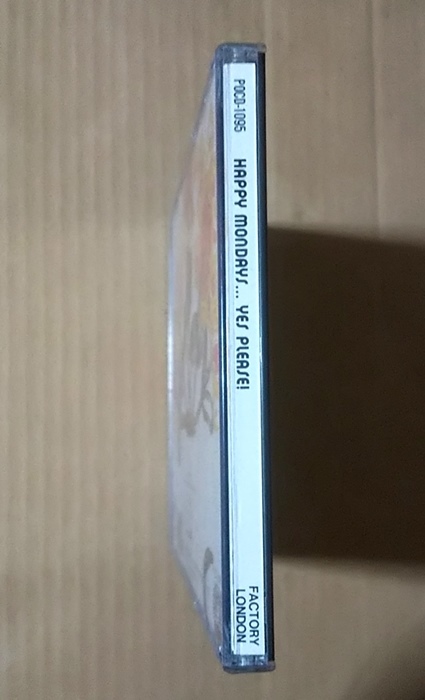 POCD-1095
HAPPY MONDAYS... YES PLEASE!
FACTORY
LONDON